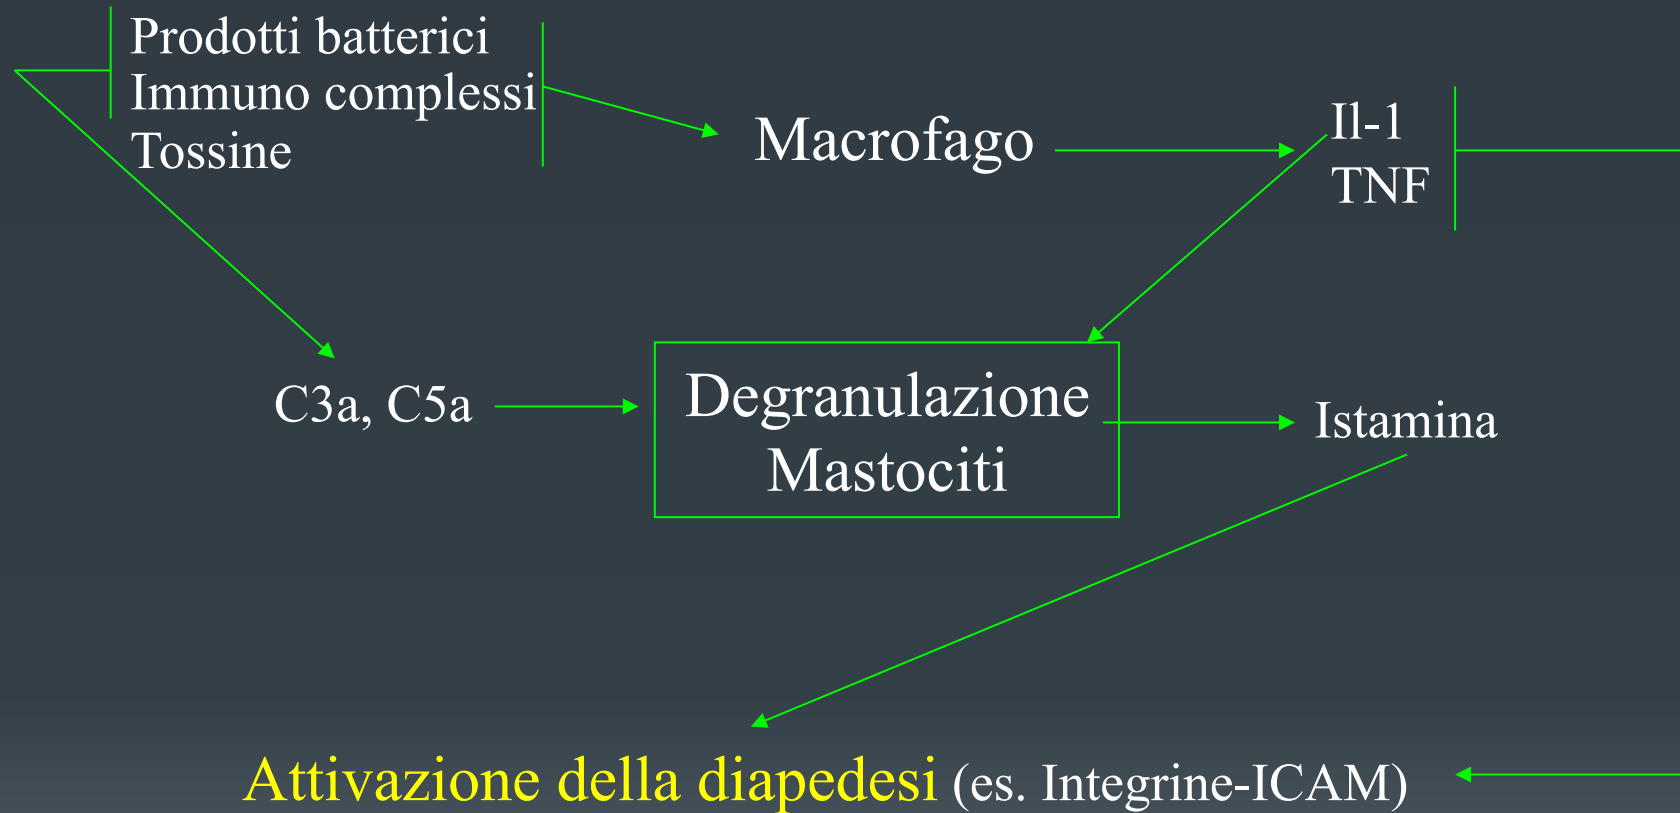 Prodotti batterici
Immuno complessi
Tossine
Macrofago
Il-1
TNF
C3a, C5a
Degranulazione
Mastociti
Istamina
Attivazione della diapedesi (es. Integrine-ICAM)